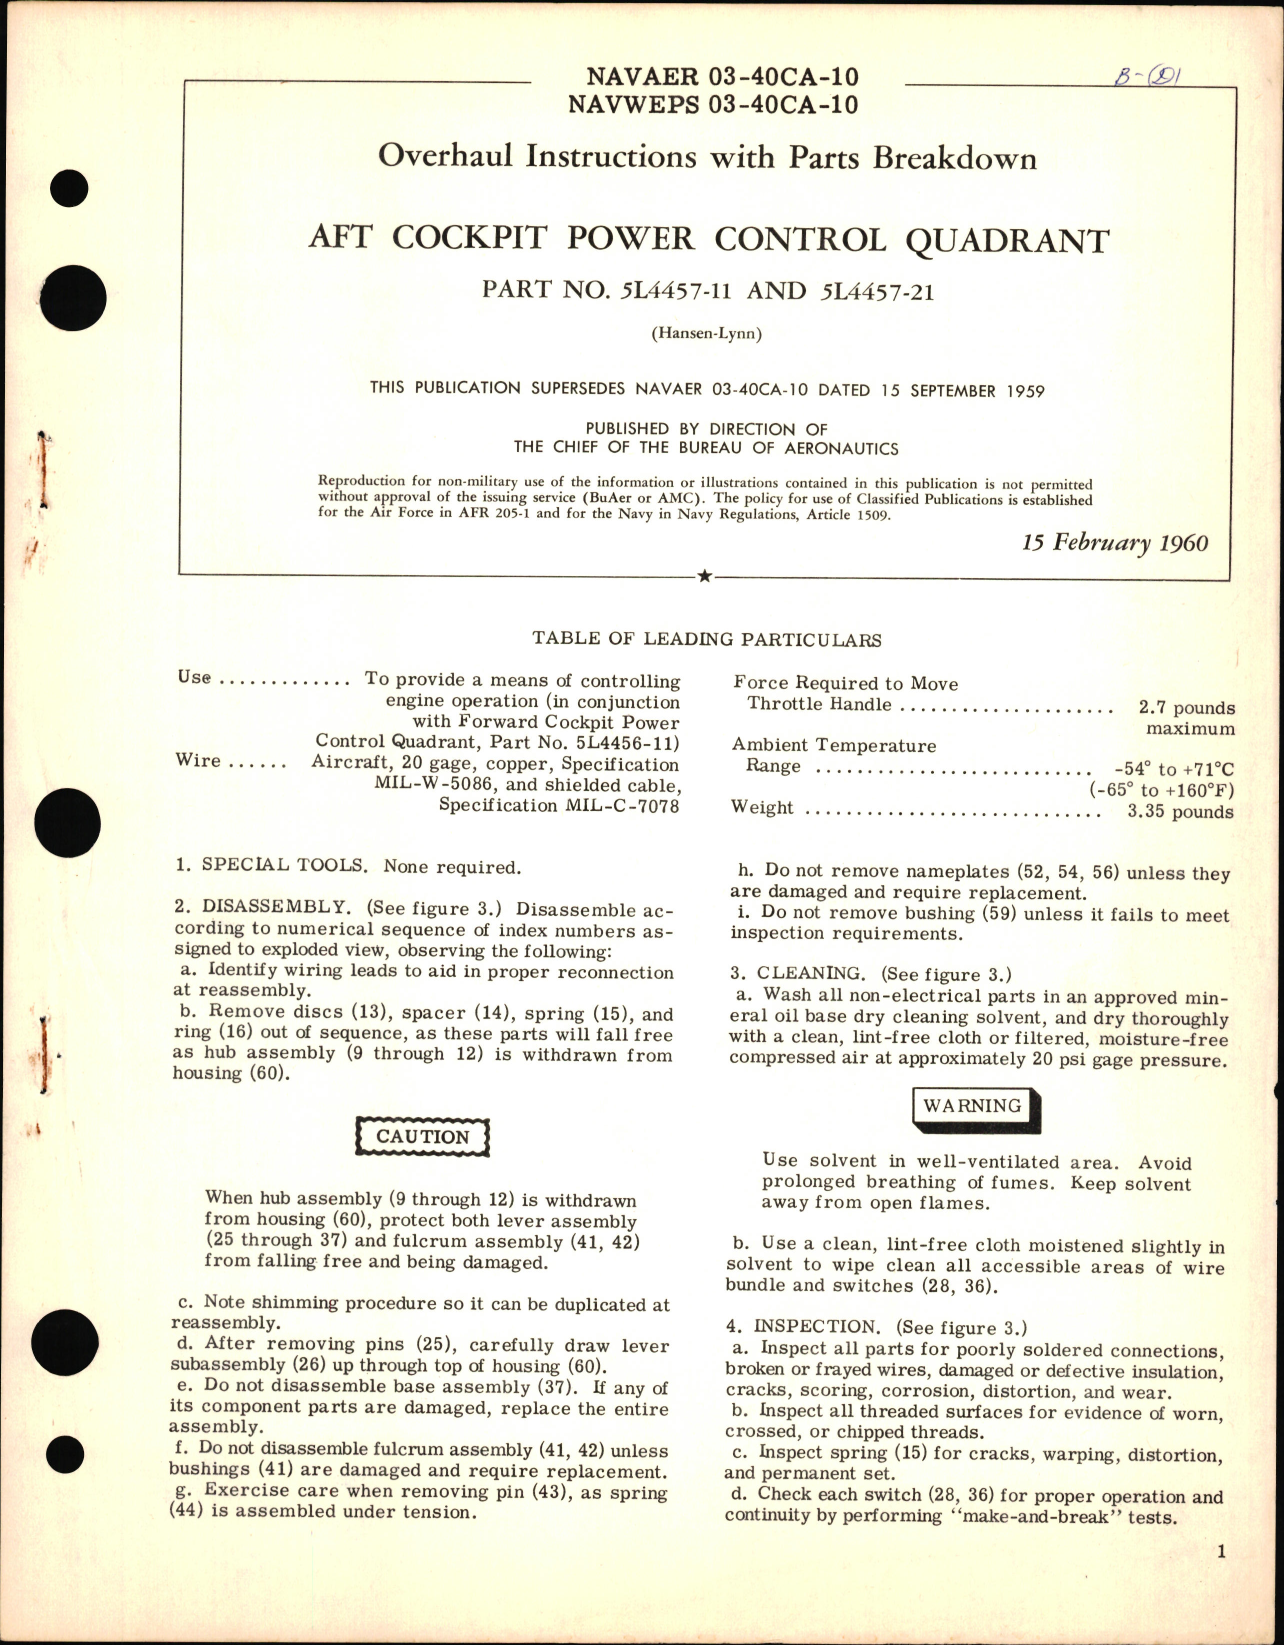 NAVAER 03-40CA-10
NAVWEPS 03-40CA-10
Overhaul Instructions with Parts Breakdown
AFT COCKPIT POWER CONTROL QUADRANT
PART NO. 5L4457-11 AND 5L4457-21
(Hansen-Lynn)
THIS PUBLICATION SUPERSEDES NAVAER 03-40CA-10 DATED 15 SEPTEMBER 1959
PUBLISHED BY DIRECTION OF
THE CHIEF OF THE BUREAU OF AERONAUTICS
Reproduction for non-military use of the information or illustrations contained in this publication is not permitted
without approval of the issuing service (BuAer or AMC). The policy for use of Classified Publications is established
for the Air Force in AFR 205-1 and for the Navy in Navy Regulations, Article 1509.
15 February 1960
TABLE OF LEADING PARTICULARS
Use ............. To provide a means of controlling
engine operation (in conjunction
with Forward Cockpit Power
Control Quadrant, Part No. 5L4456-11)
Wire ...... Aircraft, 20 gage, copper, Specification
MIL-W-5086, and shielded cable,
Specification MIL-C-7078
Force Required to Move
Throttle Handle ..................... 2.7 pounds
maximum
Ambient Temperature
Range ........................... -54° to +71°C
(-65° to +160°F)
Weight ............................. 3.35 pounds
1. SPECIAL TOOLS. None required.
2. DISASSEMBLY. (See figure 3.) Disassemble ac-
cording to numerical sequence of index numbers as-
signed to exploded view, observing the following:
a. Identify wiring leads to aid in proper reconnection
at reassembly.
b. Remove discs (13), spacer (14), spring (15), and
ring (16) out of sequence, as these parts will fall free
as hub assembly (9 through 12) is withdrawn from
housing (60).
CAUTION
When hub assembly (9 through 12) is withdrawn
from housing (60), protect both lever assembly
(25 through 37) and fulcrum assembly (41, 42)
from falling free and being damaged.
c. Note shimming procedure so it can be duplicated at
reassembly.
d. After removing pins (25), carefully draw lever
subassembly (26) up through top of housing (60).
e. Do not disassemble base assembly (37). If any of
its component parts are damaged, replace the entire
assembly.
f. Do not disassemble fulcrum assembly (41, 42) unless
bushings (41) are damaged and require replacement.
g. Exercise care when removing pin (43), as spring
(44) is assembled under tension.
h. Do not remove nameplates (52, 54, 56) unless they
are damaged and require replacement.
i. Do not remove bushing (59) unless it fails to meet
inspection requirements.
3. CLEANING. (See figure 3.)
a. Wash all non-electrical parts in an approved min-
eral oil base dry cleaning solvent, and dry thoroughly
with a clean, lint-free cloth or filtered, moisture-free
compressed air at approximately 20 psi gage pressure.
WARNING
Use solvent in well-ventilated area. Avoid
prolonged breathing of fumes. Keep solvent
away from open flames.
b. Use a clean, lint-free cloth moistened slightly in
solvent to wipe clean all accessible areas of wire
bundle and switches (28, 36).
4. INSPECTION. (See figure 3.)
a. Inspect all parts for poorly soldered connections,
broken or frayed wires, damaged or defective insulation,
cracks, scoring, corrosion, distortion, and wear.
b. Inspect all threaded surfaces for evidence of worn,
crossed, or chipped threads.
c. Inspect spring (15) for cracks, warping, distortion,
and permanent set.
d. Check each switch (28, 36) for proper operation and
continuity by performing "make-and-break" tests.
1